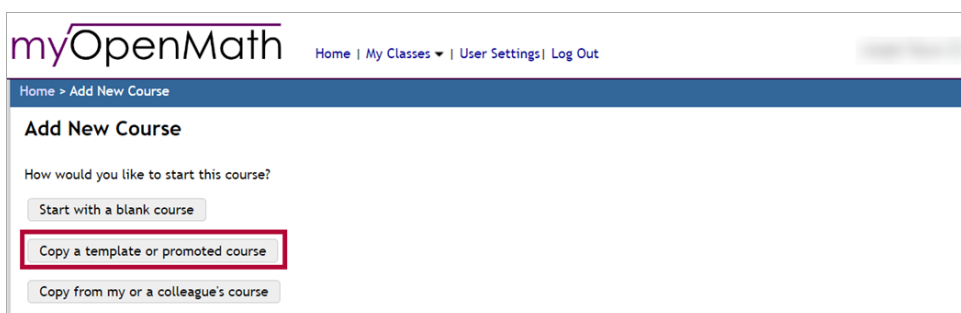 myOpenMath
Home | My Classes ▾ | User Settings| Log Out
Home > Add New Course
Add New Course
How would you like to start this course?
Start with a blank course
Copy a template or promoted course
Copy from my or a colleague's course